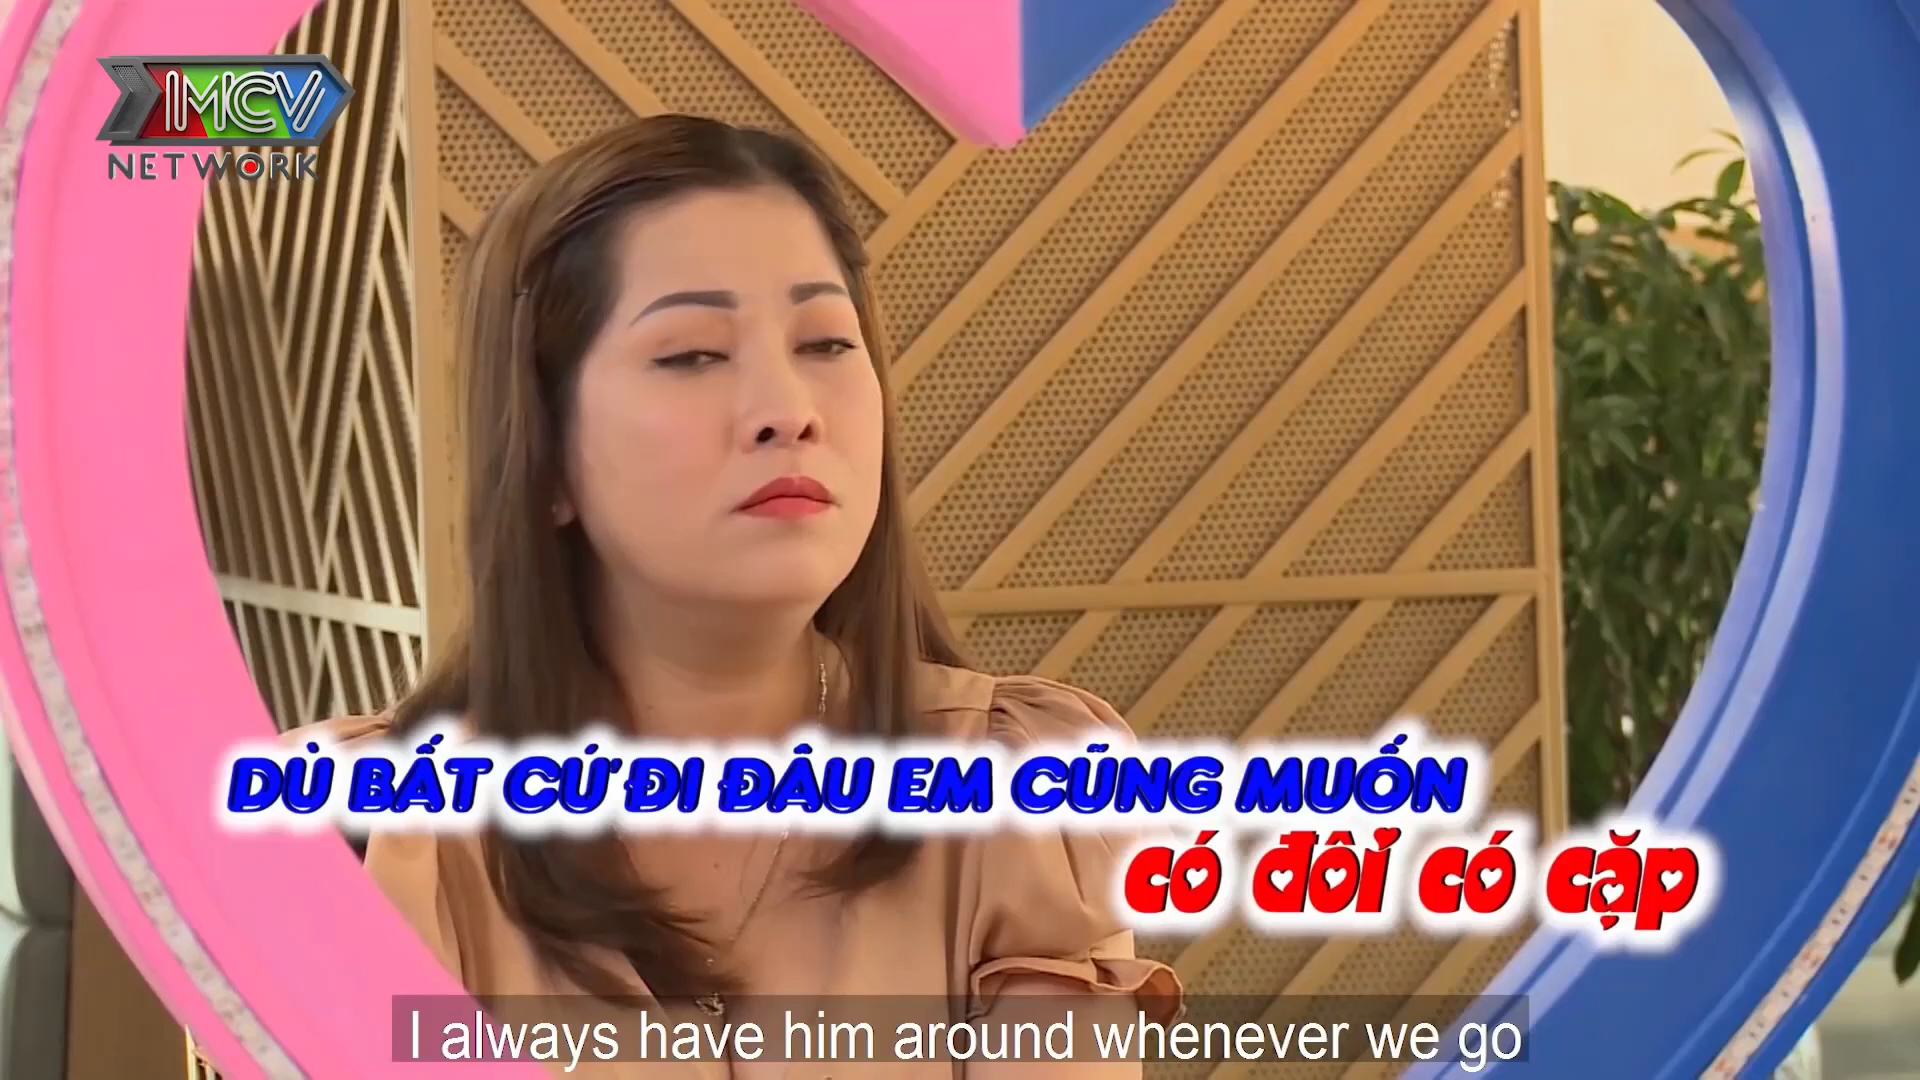 MCV
NETWORK
DÙ BẤT CỨ ĐI ĐÂU EM CŨNG MUỐN
có đôi có cặp
I always have him around whenever we go